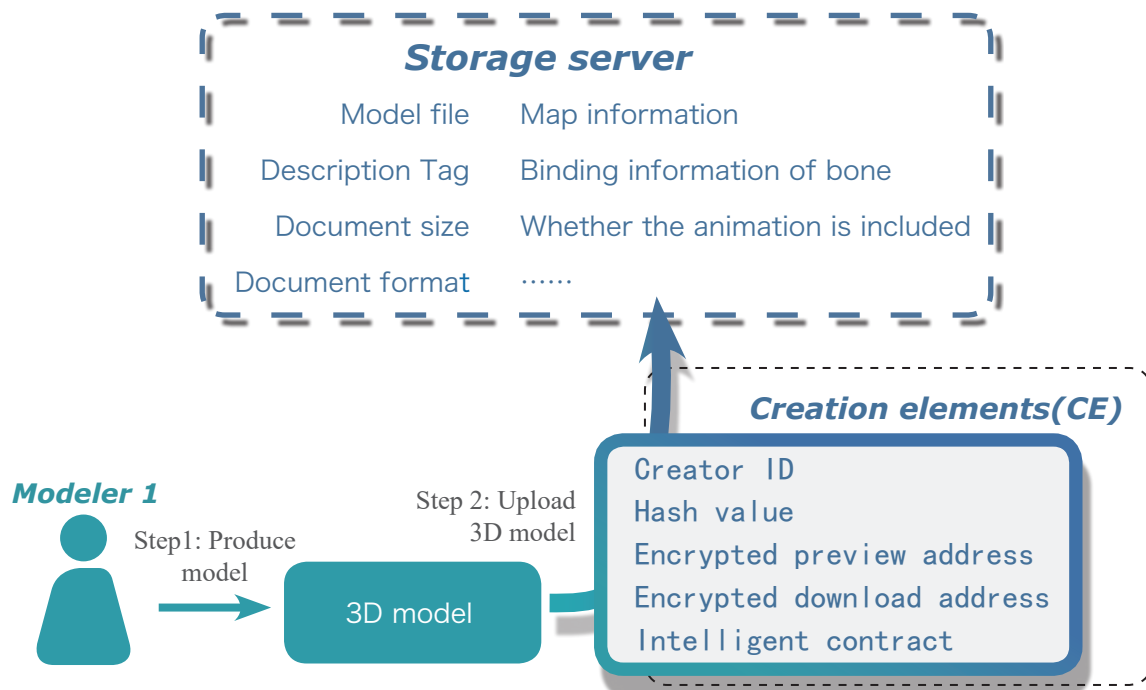 Storage server
Model file Map information
Description Tag Binding information of bone
Document size Whether the animation is included
Document format ······
Creation elements(CE)
Creator ID
Hash value
Encrypted preview address
Encrypted download address
Intelligent contract
Modeler 1
Step1: Produce
model
3D model
Step 2: Upload
3D model